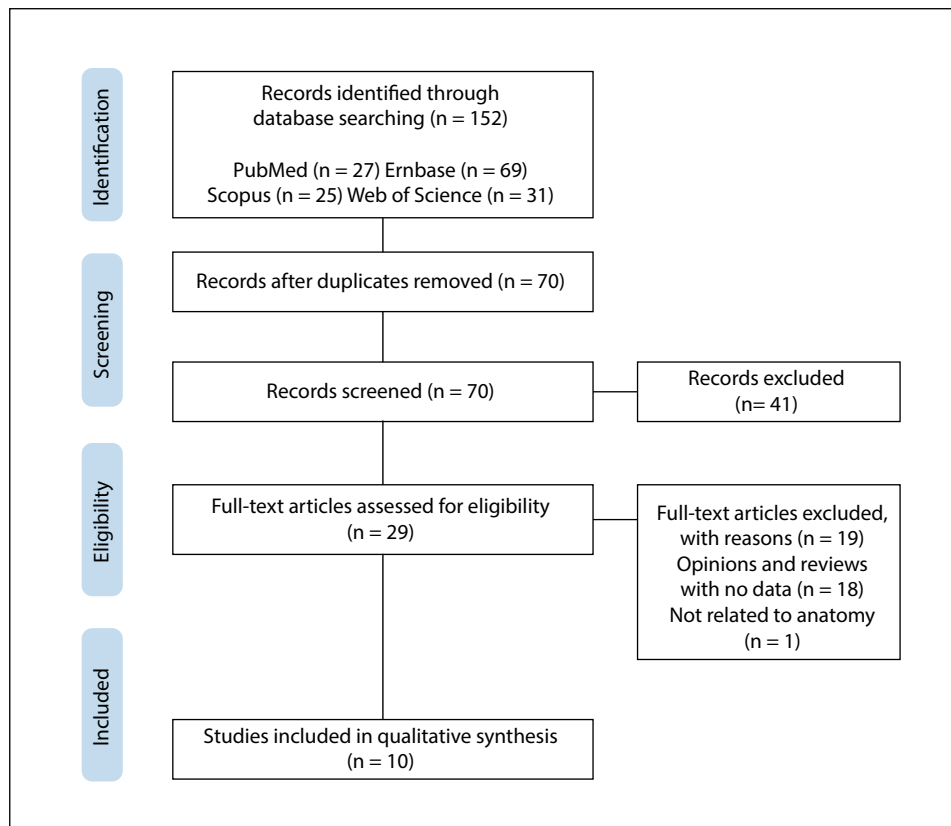 Identification
Records identified through
database searching (n = 152)
PubMed (n = 27) Ernbase (n = 69)
Scopus (n = 25) Web of Science (n = 31)
Screening
Records after duplicates removed (n = 70)
Records screened (n = 70)
Records excluded
(n= 41)
Eligibility
Full-text articles assessed for eligibility
(n = 29)
Full-text articles excluded,
with reasons (n = 19)
Opinions and reviews
with no data (n = 18)
Not related to anatomy
(n = 1)
Included
Studies included in qualitative synthesis
(n = 10)